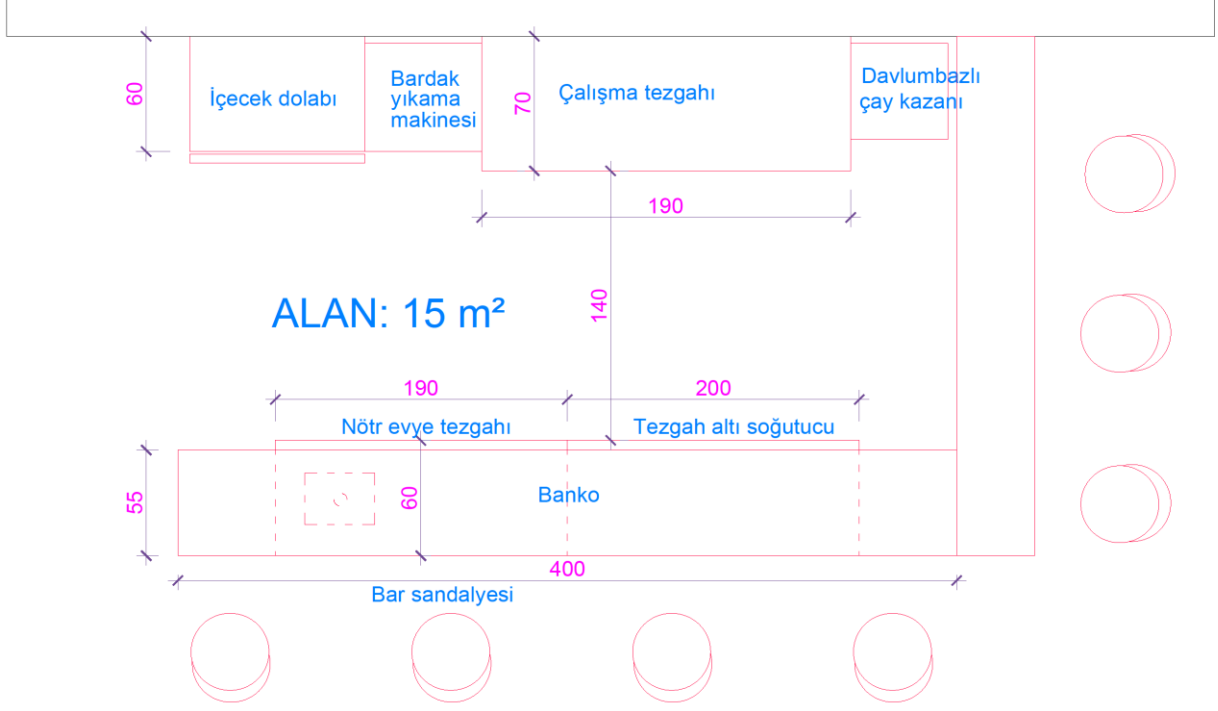 60
İçecek dolabı
Bardak
yıkama
makinesi
70
Çalışma tezgahı
Davlumbazlı
çay kazanı
190
140
ALAN: 15 m²
190
200
Nötr evye tezgahı
Tezgah altı soğutucu
55
60
Banko
400
Bar sandalyesi